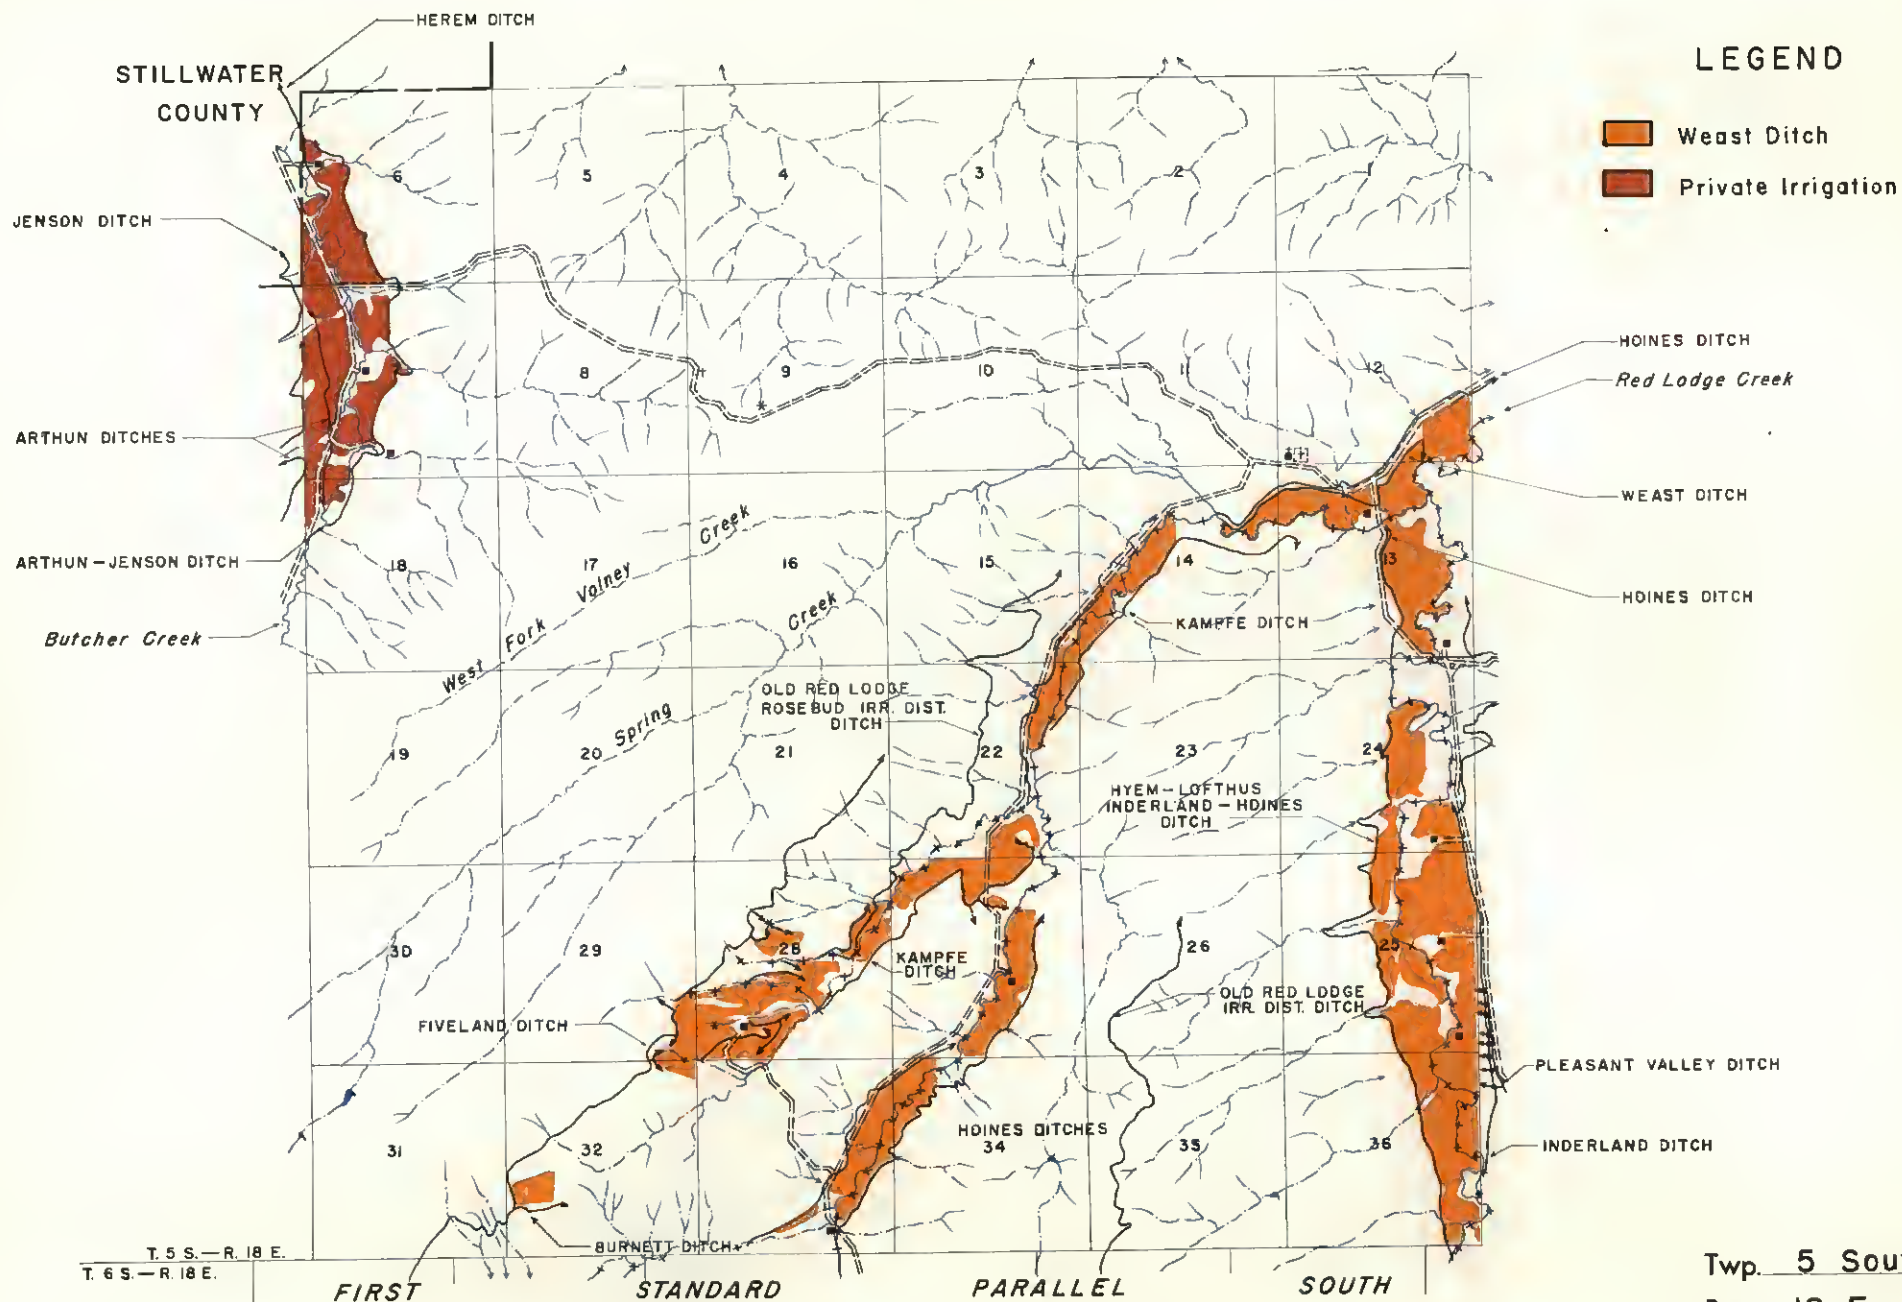 HEREM DITCH
STILLWATER
COUNTY
LEGEND
Weast Ditch
Private Irrigation
6
5
4
3
2
1
JENSON DITCH
HOINES DITCH
Red Lodge Creek
8
9
10
11
12
ARTHUN DITCHES
WEAST DITCH
ARTHUN-JENSON DITCH
18
17
16
15
14
13
West Fork Volney Creek
Spring Creek
HOINES DITCH
KAMPFE DITCH
Butcher Creek
OLD RED LODGE
ROSEBUD IRR. DIST.
DITCH
19
20
21
22
23
24
HYEM-LOFTHUS
INDERLAND-HOINES
DITCH
30
29
28
26
25
KAMPFE
DITCH
OLD RED LODGE
IRR. DIST. DITCH
FIVELAND DITCH
PLEASANT VALLEY DITCH
HOINES DITCHES
31
32
34
35
36
INDERLAND DITCH
BURNETT DITCH
T. 5 S.—R. 18 E.
T. 6 S.—R. 18 E.
FIRST STANDARD PARALLEL SOUTH
Twp. 5 Sou